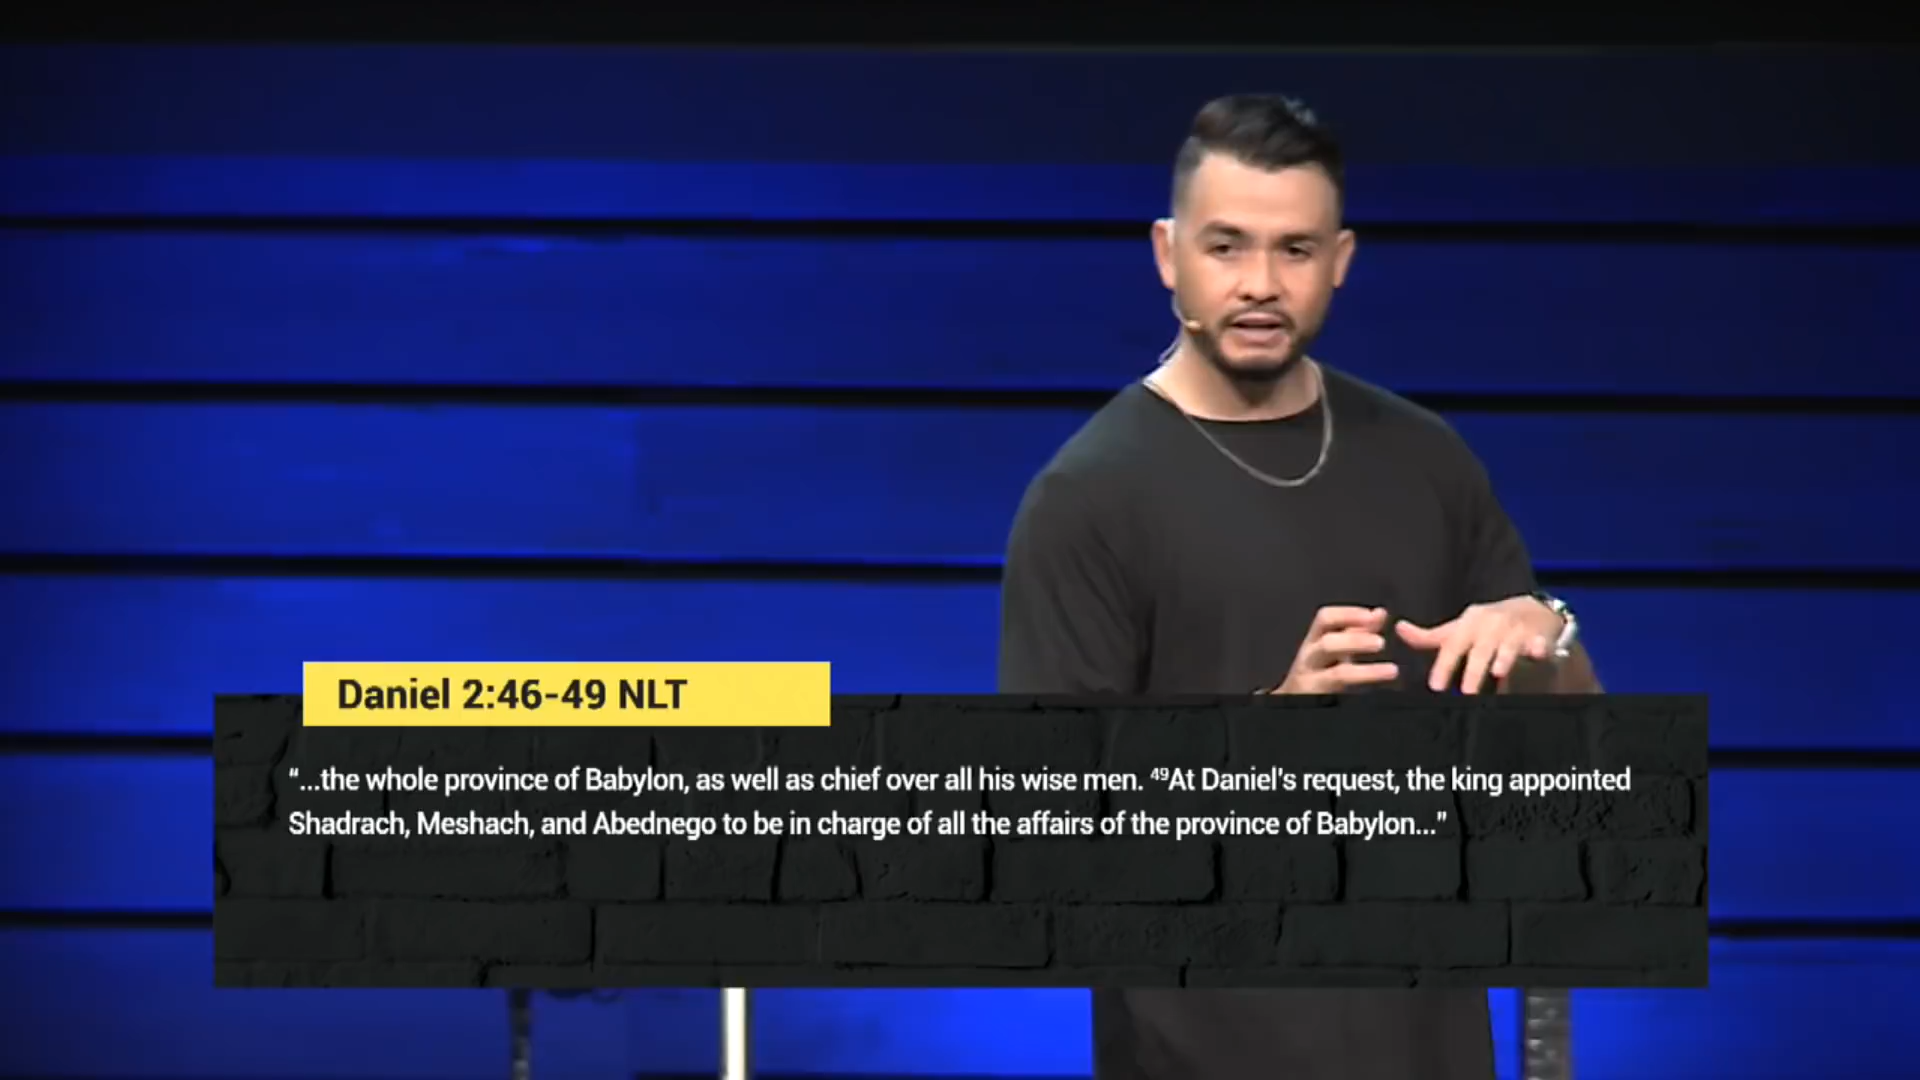 Daniel 2:46-49 NLT
“...the whole province of Babylon, as well as chief over all his wise men. ⁴⁹At Daniel's request, the king appointed
Shadrach, Meshach, and Abednego to be in charge of all the affairs of the province of Babylon...”